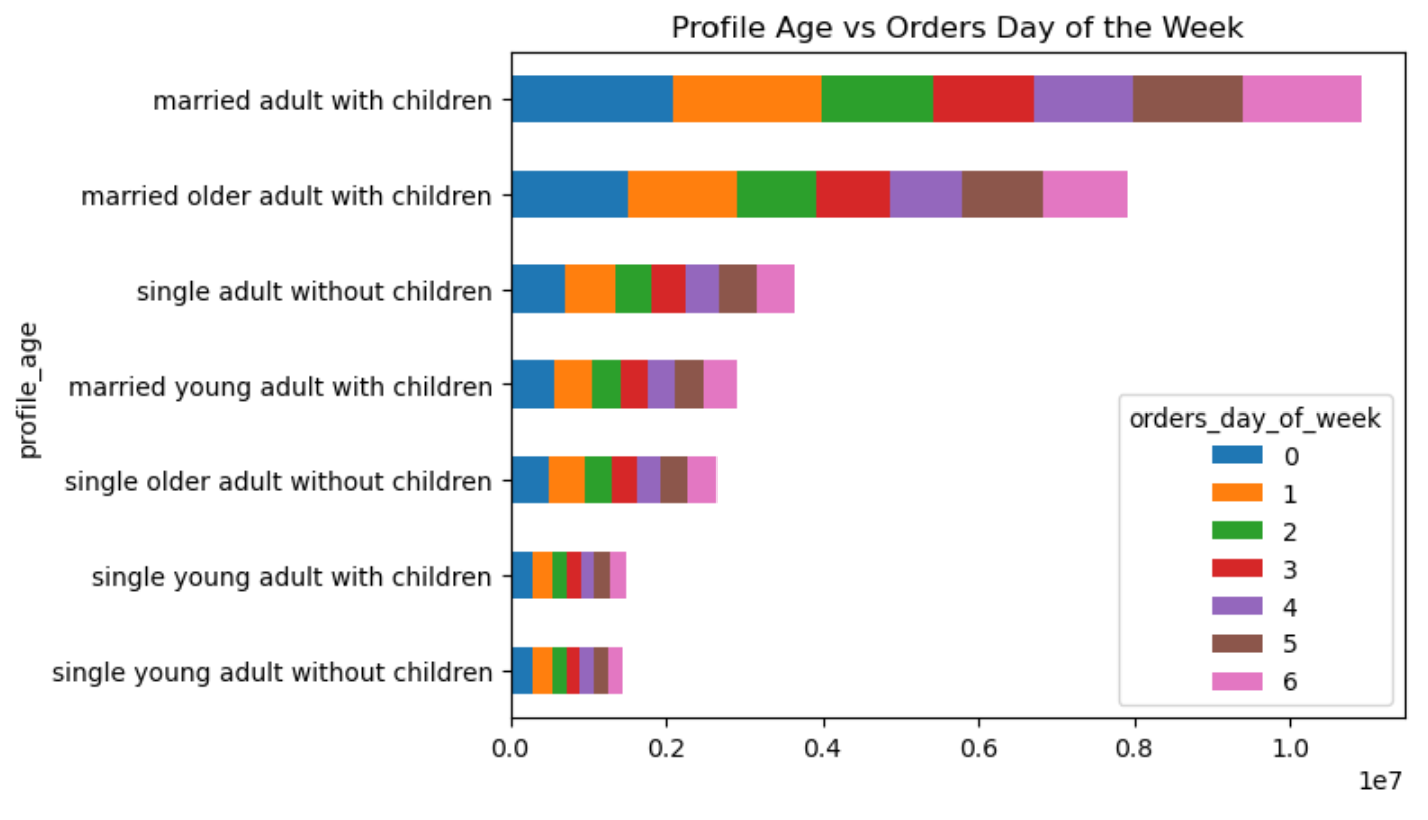 Profile Age vs Orders Day of the Week
married adult with children
married older adult with children
single adult without children
married young adult with children
single older adult without children
single young adult with children
single young adult without children
profile_age
orders_day_of_week
0
1
2
3
4
5
6
0.0 0.2 0.4 0.6 0.8 1.0
1e7